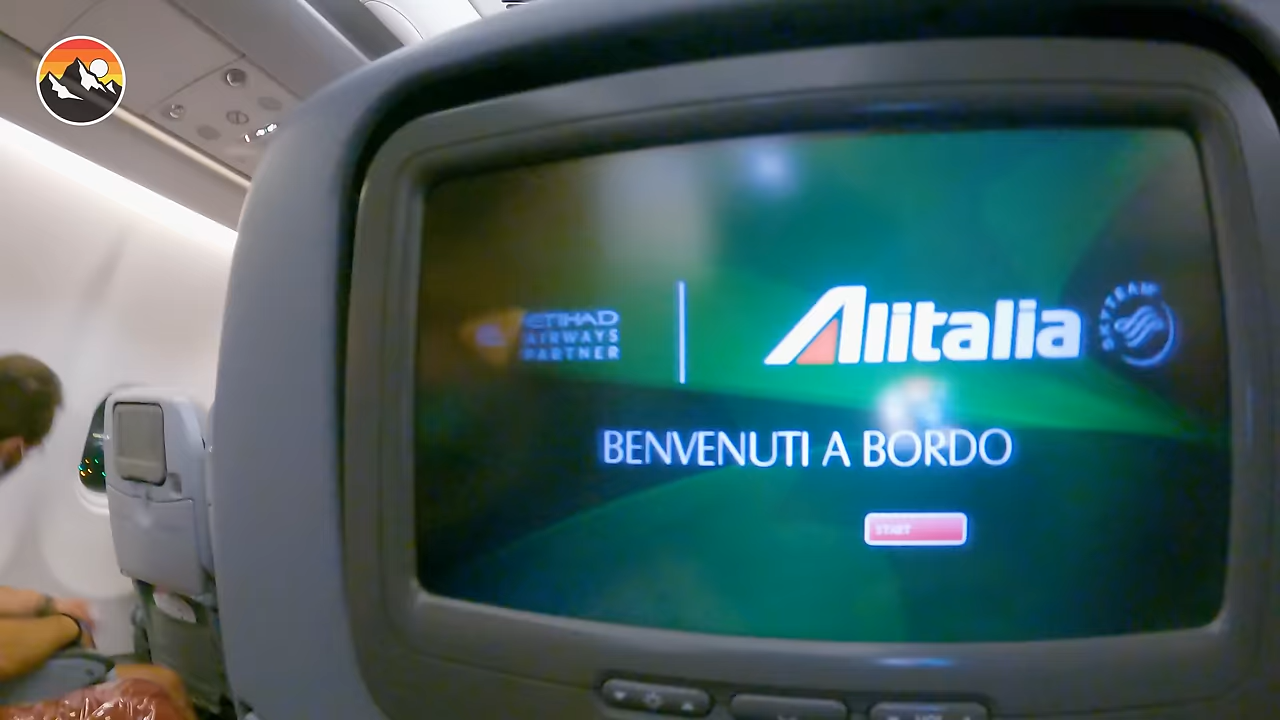 ETIHAD
AIRWAYS
PARTNER
Alitalia
SKYTEAM
BENVENUTI A BORDO
START